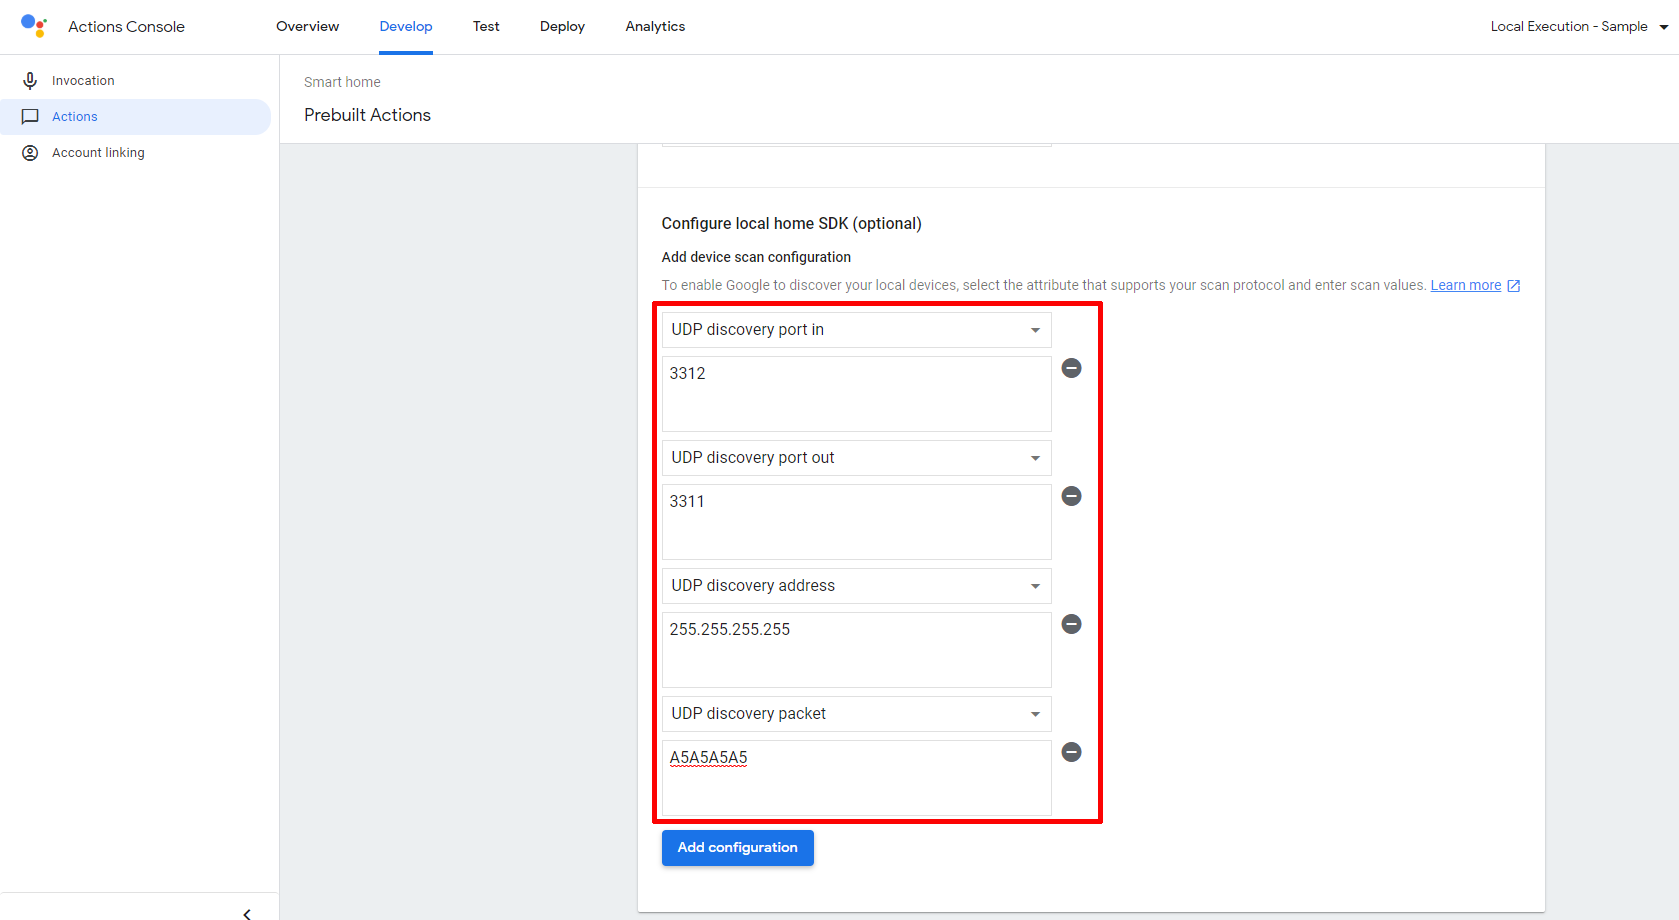 Actions Console
Overview
Develop
Test
Deploy
Analytics
Local Execution - Sample
Invocation
Actions
Account linking
Smart home
Prebuilt Actions
Configure local home SDK (optional)
Add device scan configuration
To enable Google to discover your local devices, select the attribute that supports your scan protocol and enter scan values. Learn more
UDP discovery port in
3312
UDP discovery port out
3311
UDP discovery address
255.255.255.255
UDP discovery packet
A5A5A5A5
Add configuration